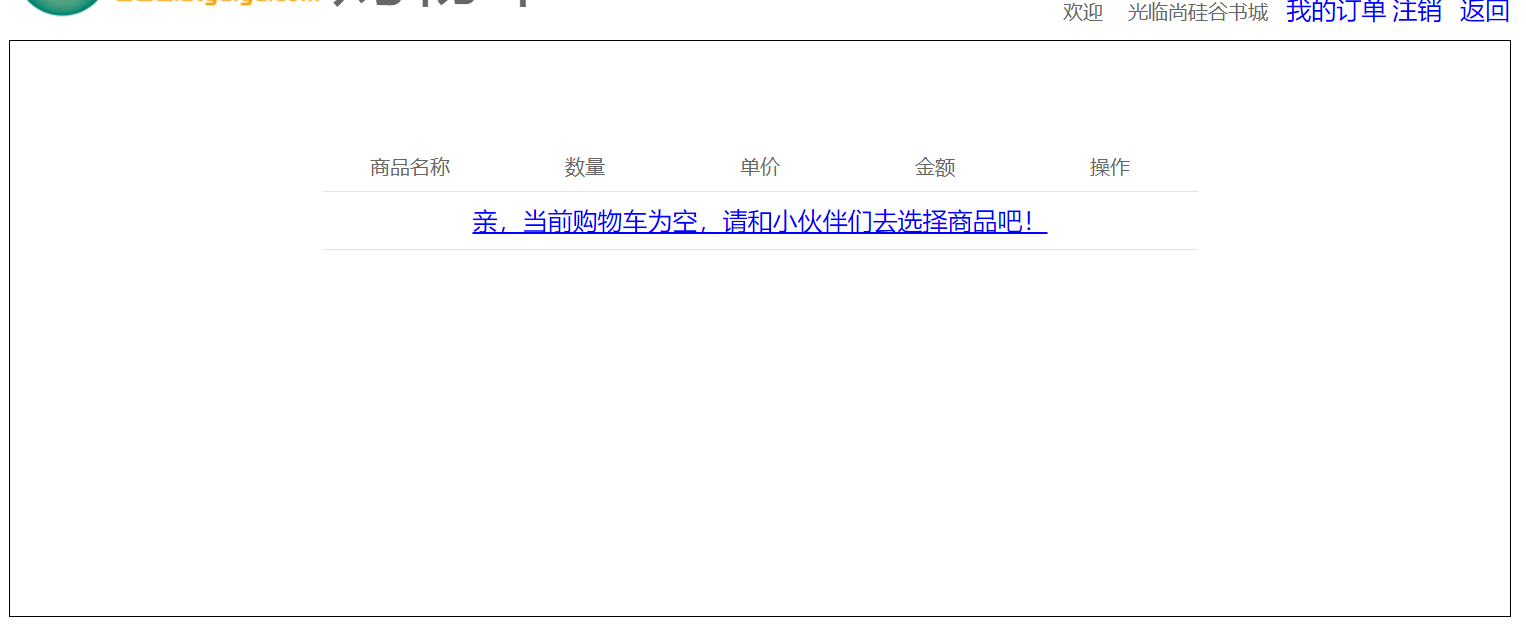 欢迎 光临尚硅谷书城 我的订单 注销 返回
商品名称 数量 单价 金额 操作
亲，当前购物车为空，请和小伙伴们去选择商品吧！